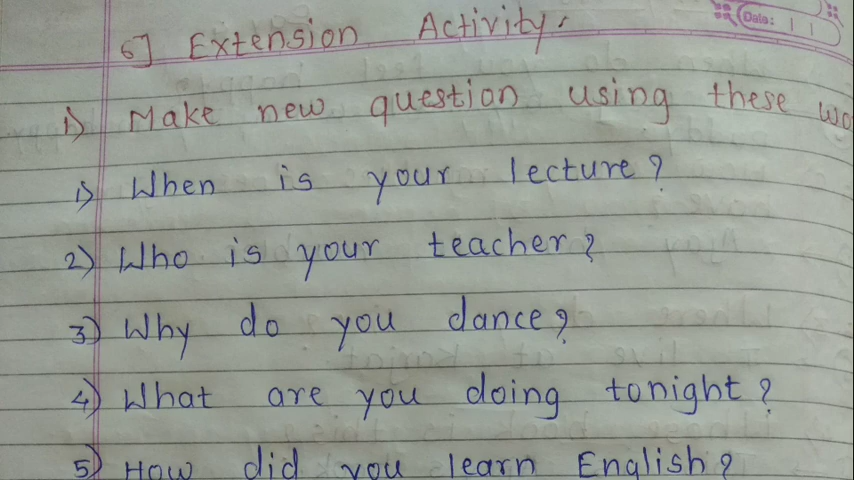 Date:
6] Extension Activity.
1) Make new question using these
1) When is your lecture?
2) Who is your teacher?
3) Why do you dance?
4) What are you doing tonight?
5) How did you learn English?